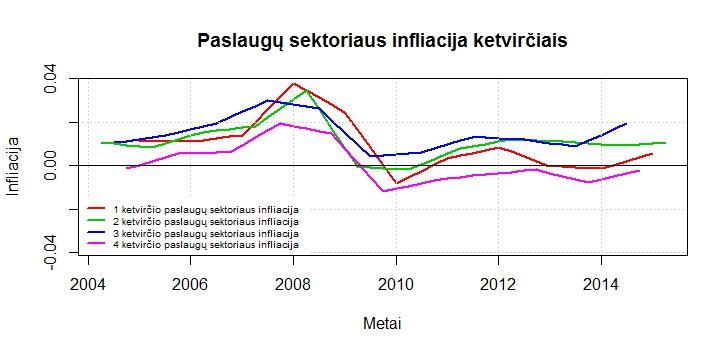 Paslaugų sektoriaus infliacija ketvirčiais
Infliacija
0.04
0.00
-0.04
1 ketvirčio paslaugų sektoriaus infliacija
2 ketvirčio paslaugų sektoriaus infliacija
3 ketvirčio paslaugų sektoriaus infliacija
4 ketvirčio paslaugų sektoriaus infliacija
2004 2006 2008 2010 2012 2014
Metai